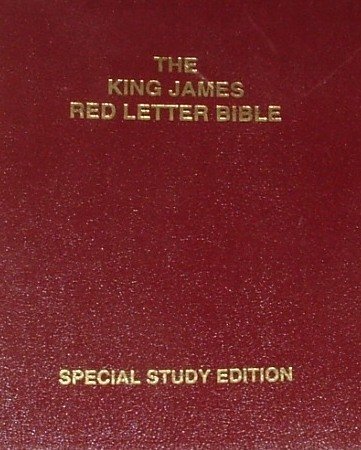 THE
KING JAMES
RED LETTER BIBLE
SPECIAL STUDY EDITION